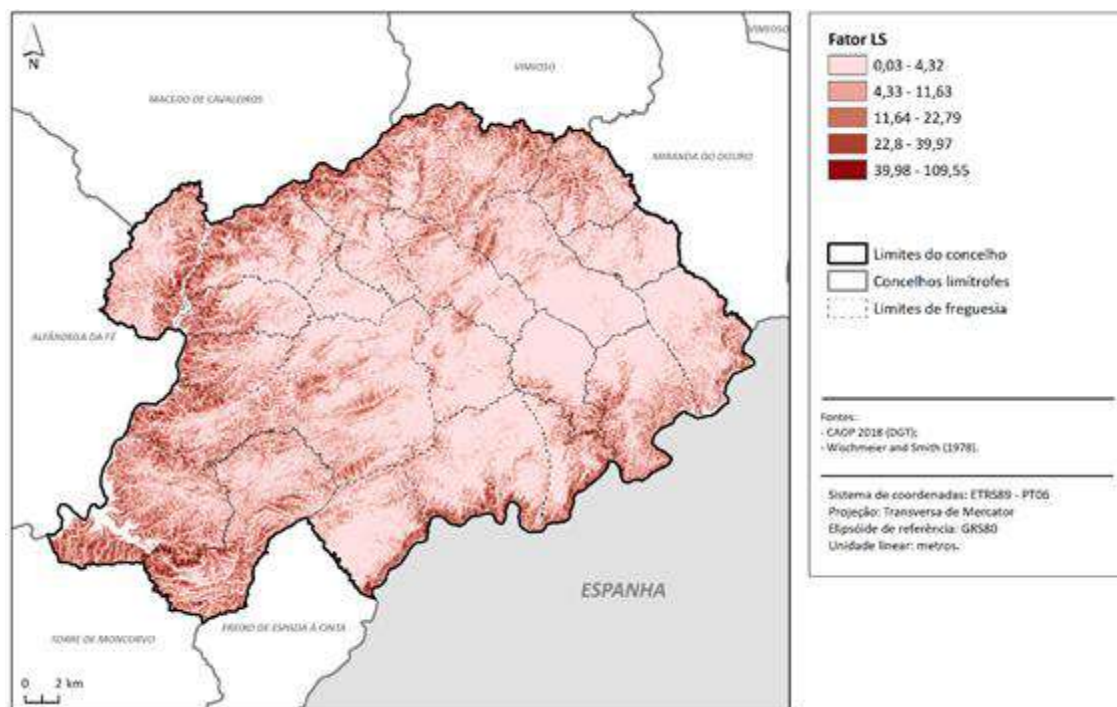 N
MACEDO DE CAVALEIROS
VIMIOSO
VIMIOSO
MIRANDA DO DOURO
ALFÂNDEGA DA FÉ
ESPANHA
TORRE DE MONCORVO
FREIXO DE ESPADA À CINTA
0 2 km
Fator LS
0,03 - 4,32
4,33 - 11,63
11,64 - 22,79
22,8 - 39,97
39,98 - 109,55
Limites do concelho
Concelhos limítrofes
Limites de freguesia
Fontes:
- CAOP 2018 (DGT);
- Wischmeier and Smith (1978).
Sistema de coordenadas: ETRS89 - PT06
Projeção: Transversa de Mercator
Elipsóide de referência: GRS80
Unidade linear: metros.